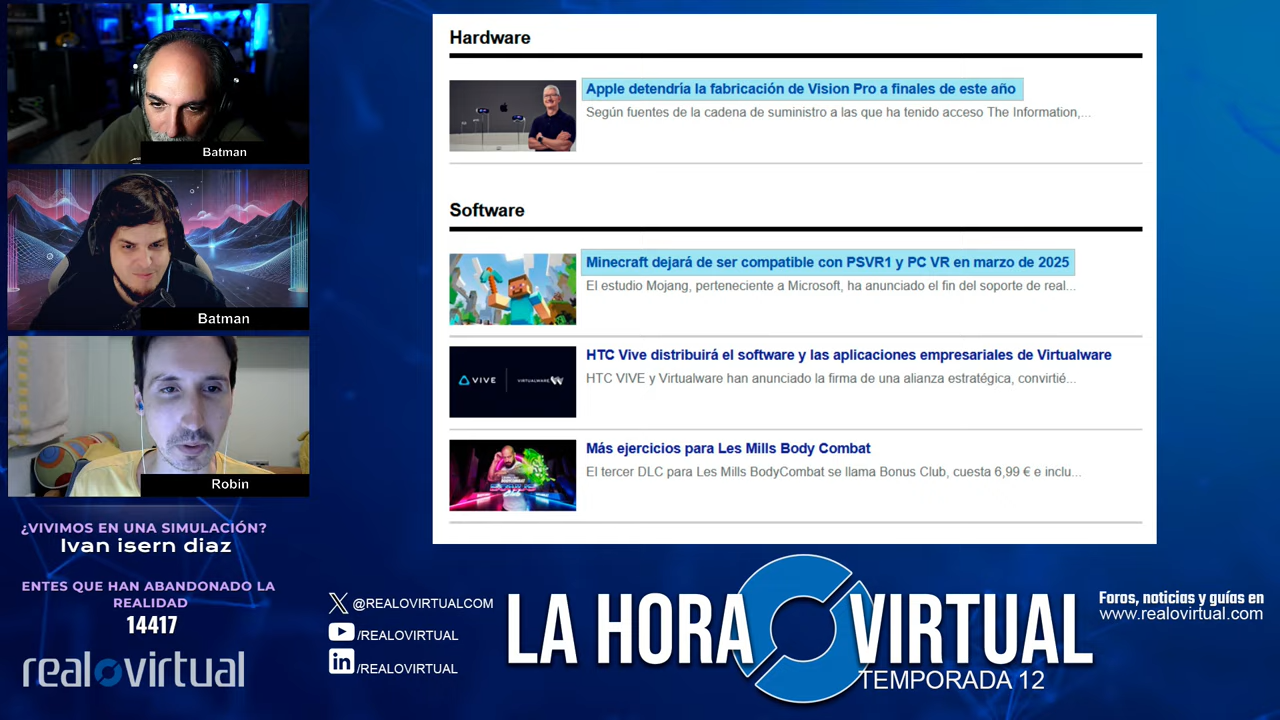 Batman
Batman
Robin
¿VIVIMOS EN UNA SIMULACIÓN?
Ivan isern diaz
ENTES QUE HAN ABANDONADO LA
REALIDAD
14417
realovirtual
Hardware
Apple detendría la fabricación de Vision Pro a finales de este año
Según fuentes de la cadena de suministro a las que ha tenido acceso The Information,...
Software
Minecraft dejará de ser compatible con PSVR1 y PC VR en marzo de 2025
El estudio Mojang, perteneciente a Microsoft, ha anunciado el fin del soporte de real...
VIVE
VIRTUALWARE
HTC Vive distribuirá el software y las aplicaciones empresariales de Virtualware
HTC VIVE y Virtualware han anunciado la firma de una alianza estratégica, convirtié...
Más ejercicios para Les Mills Body Combat
El tercer DLC para Les Mills BodyCombat se llama Bonus Club, cuesta 6,99 € e inclu...
@REALOVIRTUALCOM
/REALOVIRTUAL
/REALOVIRTUAL
LA HORA VIRTUAL
TEMPORADA 12
Foros, noticias y guías en
www.realovirtual.com